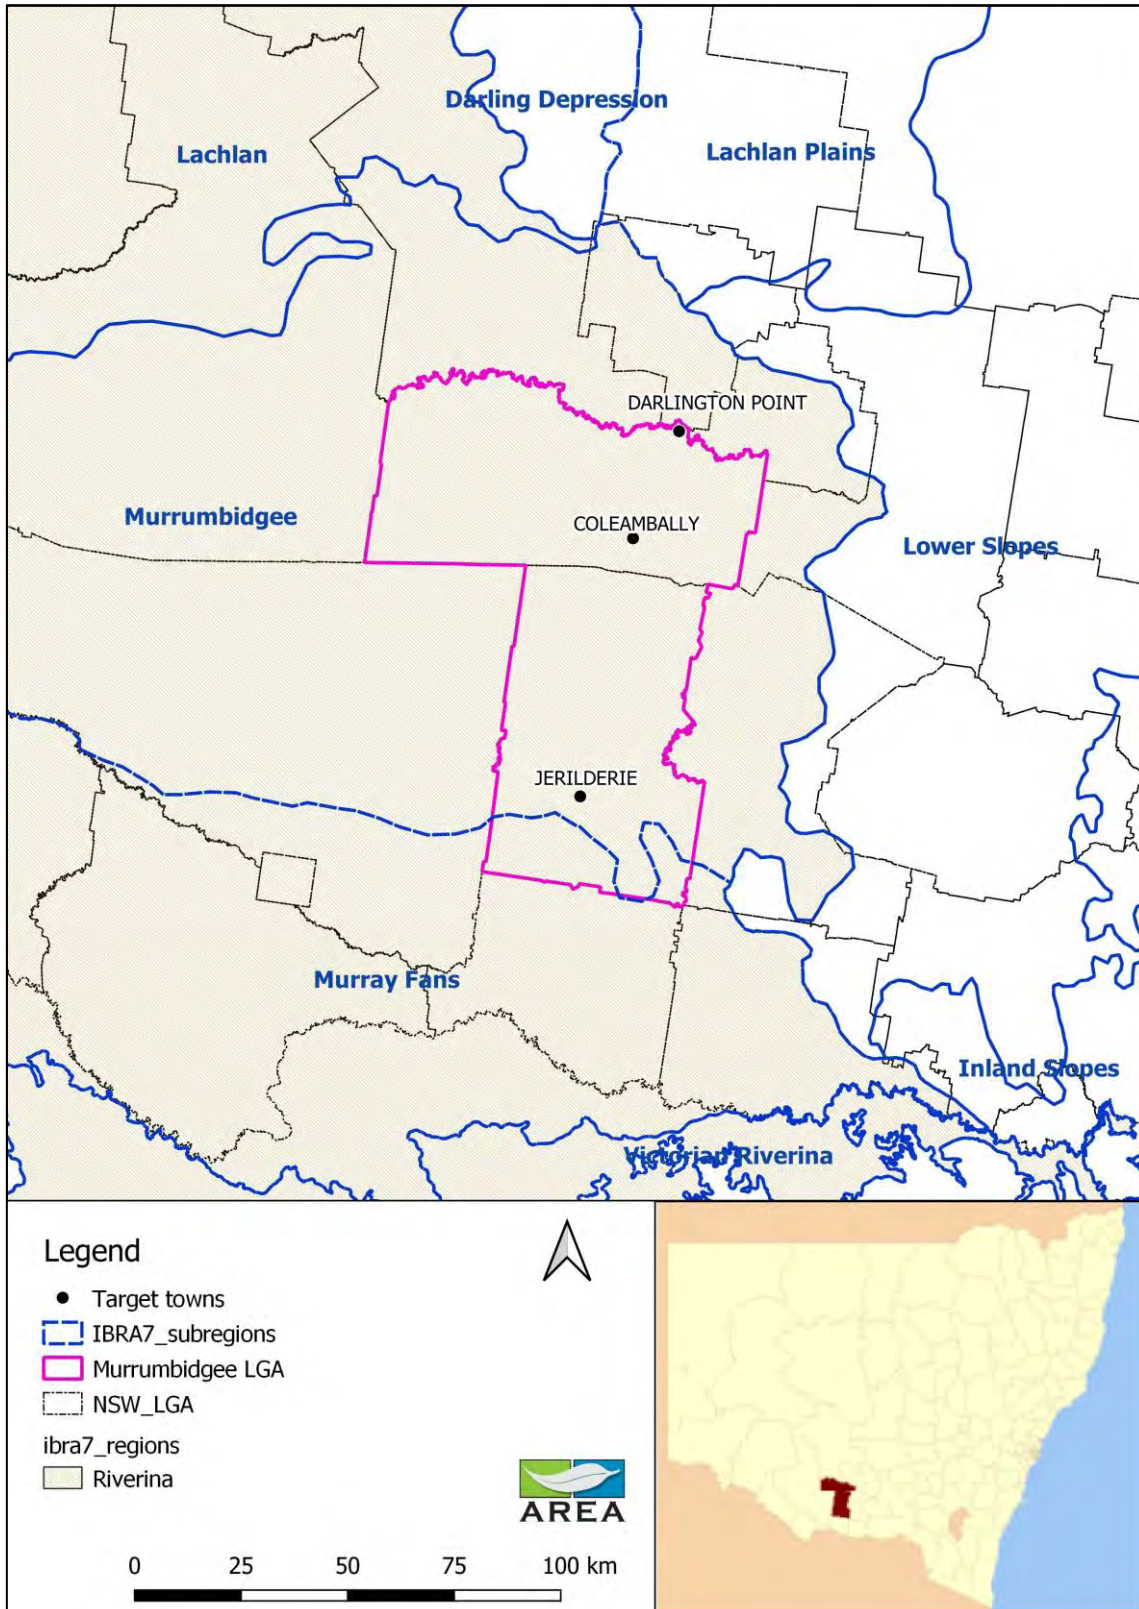 Darling Depression
Lachlan
Lachlan Plains
DARLINGTON POINT
Murrumbidgee
COLEAMBALLY
Lower Slopes
JERILDERIE
Murray Fans
Inland Slopes
Victorian Riverina
Legend
Target towns
IBRA7_subregions
Murrumbidgee LGA
NSW_LGA
ibra7_regions
Riverina
AREA
0 25 50 75 100 km